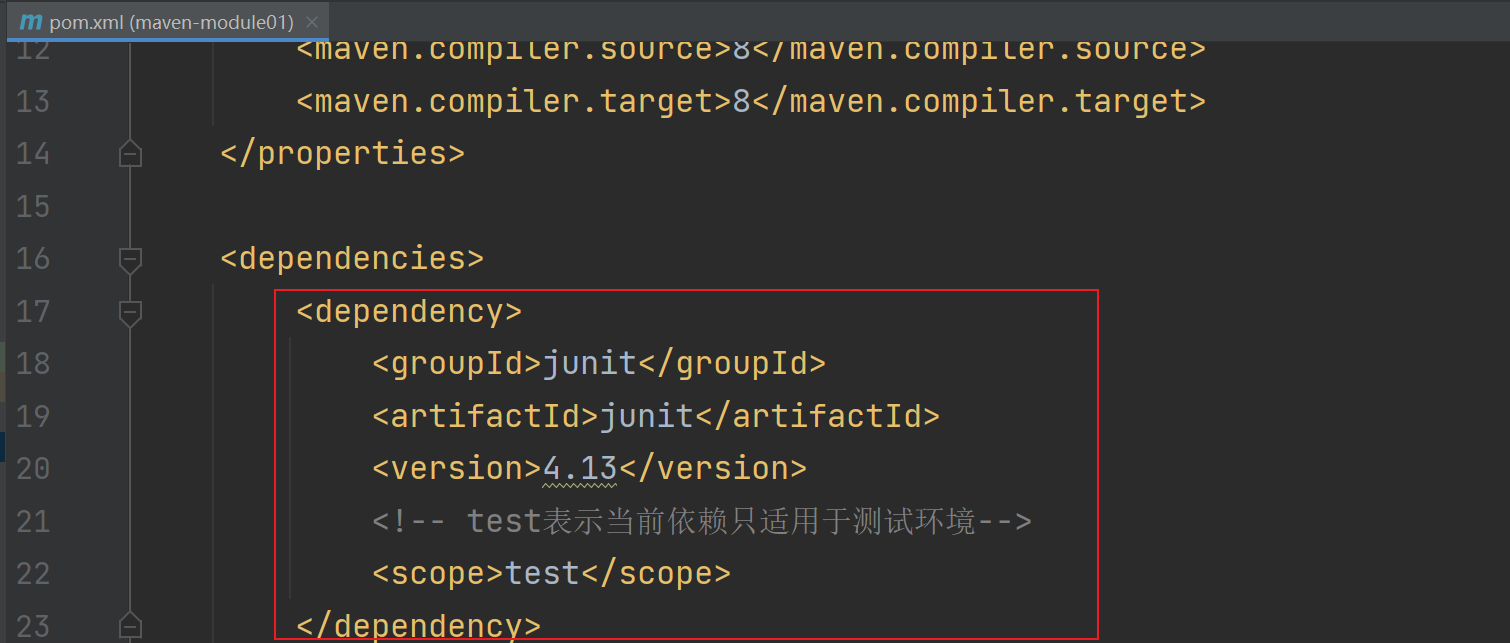 m pom.xml (maven-module01) ×
12 <maven.compiler.source>8</maven.compiler.source>
13 <maven.compiler.target>8</maven.compiler.target>
14 </properties>
15
16 <dependencies>
17 <dependency>
18 <groupId>junit</groupId>
19 <artifactId>junit</artifactId>
20 <version>4.13</version>
21 <!-- test表示当前依赖只适用于测试环境-->
22 <scope>test</scope>
23 </dependency>